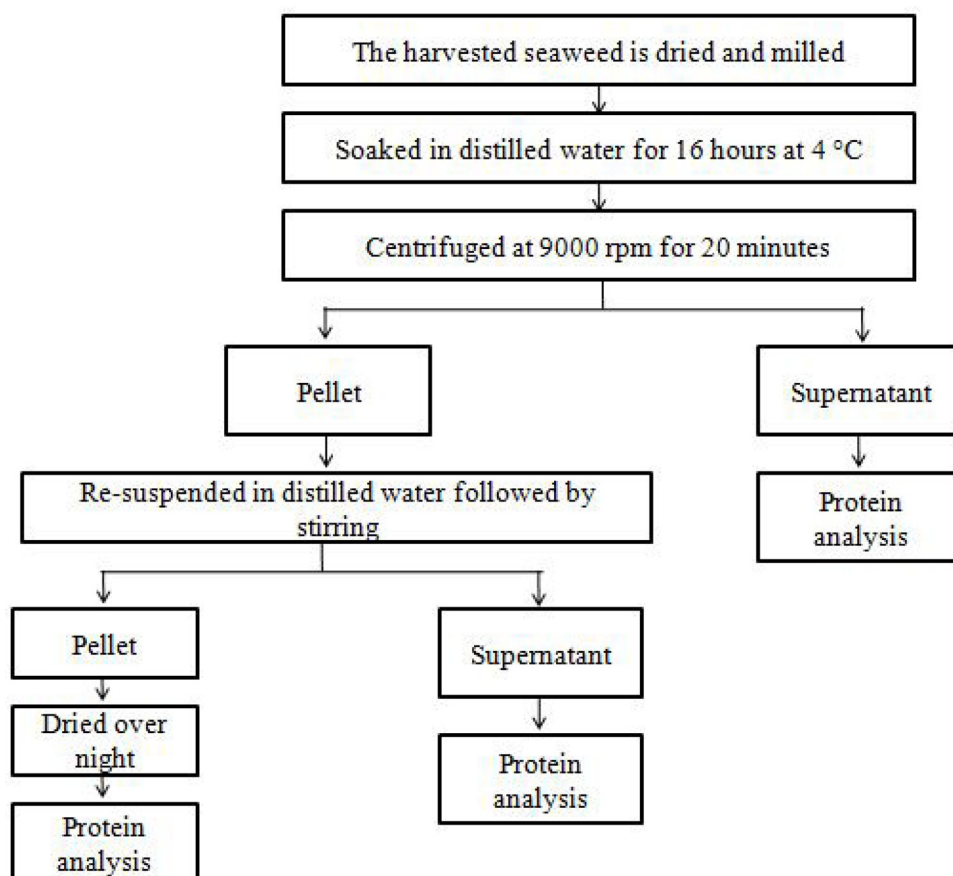 The harvested seaweed is dried and milled
Soaked in distilled water for 16 hours at 4 °C
Centrifuged at 9000 rpm for 20 minutes
Pellet
Supernatant
Re-suspended in distilled water followed by
stirring
Protein
analysis
Pellet
Supernatant
Dried over
night
Protein
analysis
Protein
analysis